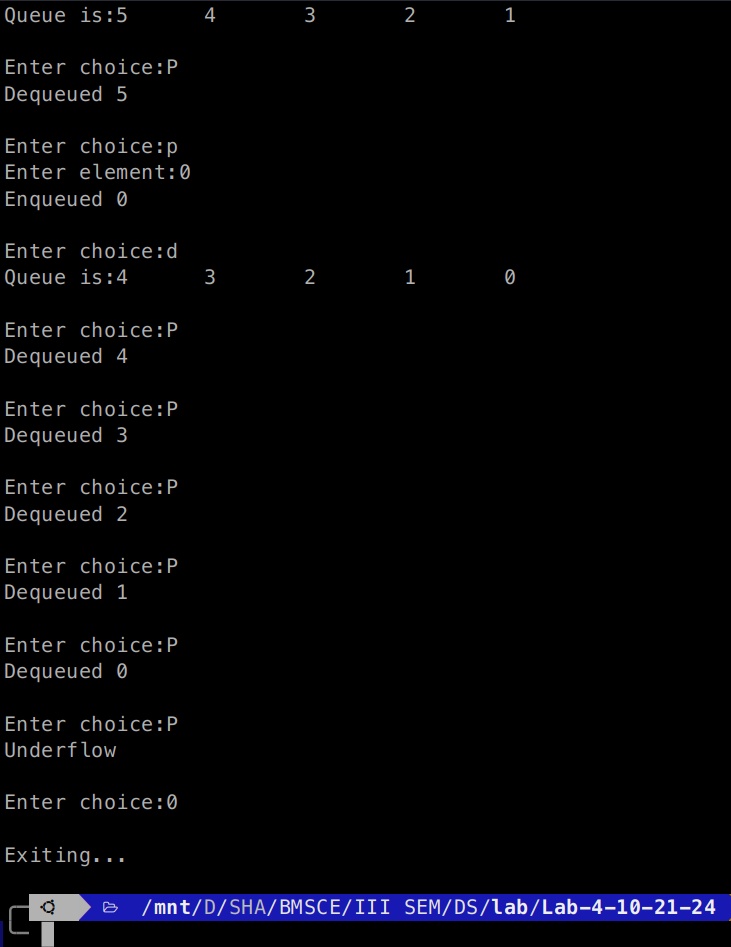 Queue is:5 4 3 2 1
Enter choice:P
Dequeued 5
Enter choice:p
Enter element:0
Enqueued 0
Enter choice:d
Queue is:4 3 2 1 0
Enter choice:P
Dequeued 4
Enter choice:P
Dequeued 3
Enter choice:P
Dequeued 2
Enter choice:P
Dequeued 1
Enter choice:P
Dequeued 0
Enter choice:P
Underflow
Enter choice:0
Exiting...
/mnt/D/SHA/BMSCE/III SEM/DS/lab/Lab-4-10-21-24